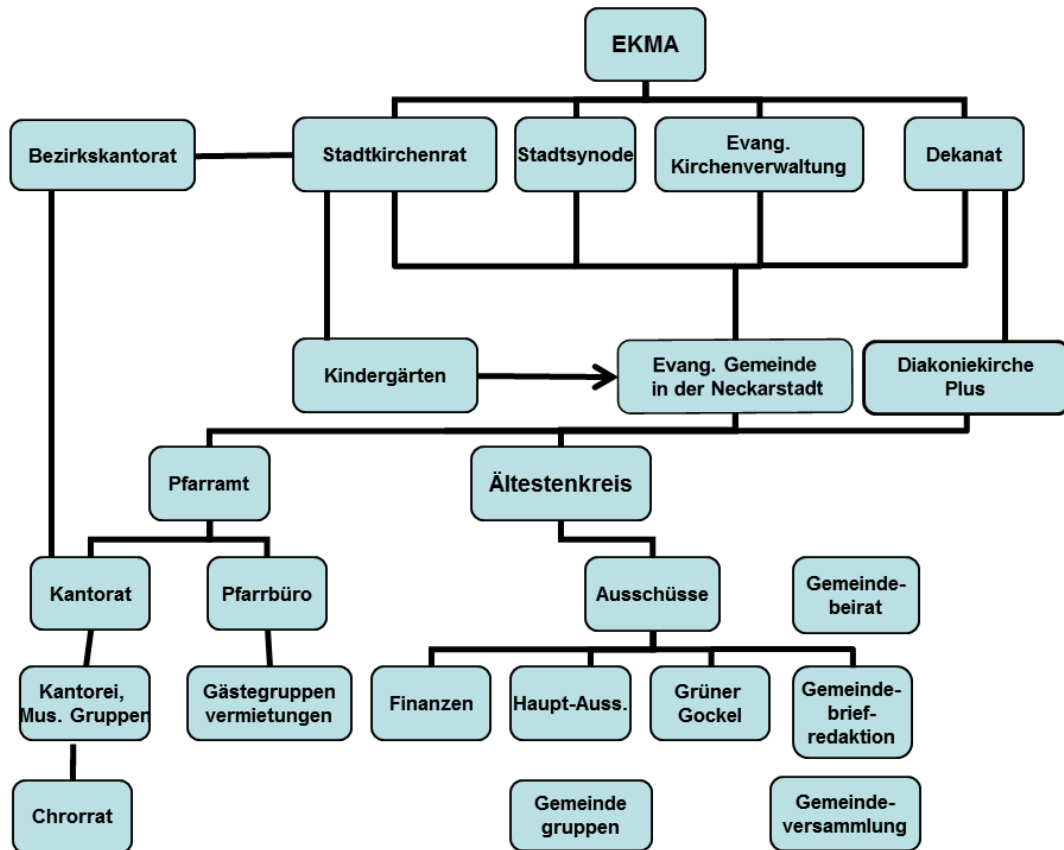 EKMA
Bezirkskantorat
Stadtkirchenrat
Stadtsynode
Evang.
Kirchenverwaltung
Dekanat
Kindergärten
Evang. Gemeinde
in der Neckarstadt
Diakoniekirche
Plus
Pfarramt
Ältestenkreis
Kantorat
Pfarrbüro
Ausschüsse
Gemeinde-
beirat
Kantorei,
Mus. Gruppen
Gästegruppen
vermietungen
Finanzen
Haupt-Auss.
Grüner
Gockel
Gemeinde-
brief-
redaktion
Chrorrat
Gemeinde
gruppen
Gemeinde-
versammlung